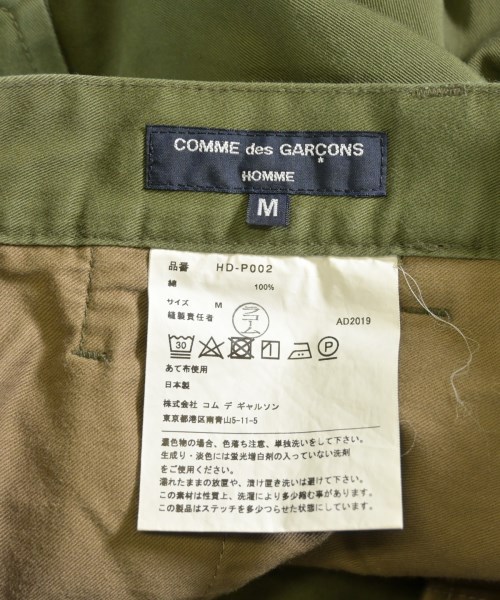 COMME des GARÇONS
HOMME
M
品番 HD-P002
綿 100%
サイズ M
縫製責任者
AD2019
30 P
あて布使用
日本製
株式会社 コム デ ギャルソン
東京都港区南青山5-11-5
濃色物の場合、色落ち注意、単独洗いをして下さい。
生成り・淡色には蛍光増白剤の入っていない洗剤
をご使用ください。
濡れたままの放置や、漬け置き洗いは避けて下さい。
この素材は性質上、洗濯により多少縮む事があります。
この製品はステッチを多少つらせた状態にしています。